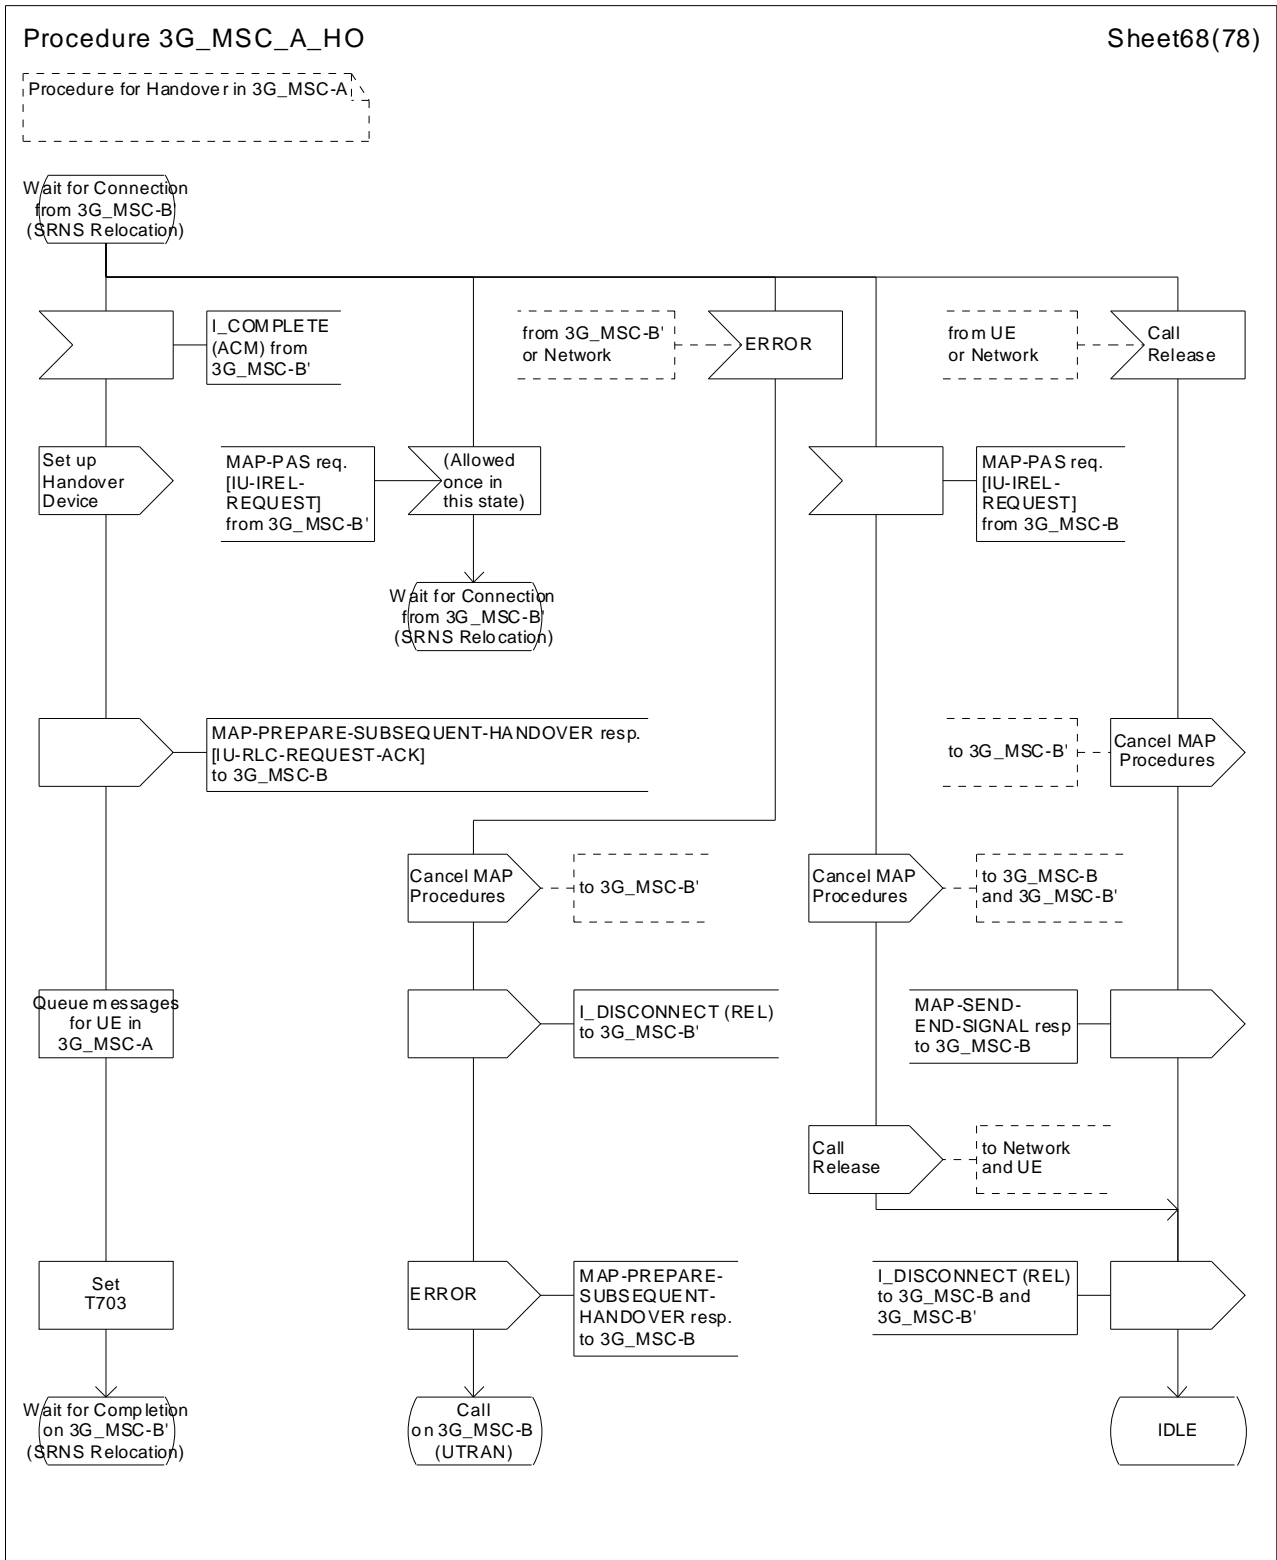 Procedure 3G_MSC_A_HO
Sheet68(78)
Procedure for Handover in 3G_MSC-A
Wait for Connection
from 3G_MSC-B'
(SRNS Relocation)
I_COMPLETE
(ACM) from
3G_MSC-B'
from 3G_MSC-B'
or Network
ERROR
from UE
or Network
Call
Release
Set up
Handover
Device
MAP-PAS req.
[IU-IREL-
REQUEST]
from 3G_MSC-B'
(Allowed
once in
this state)
MAP-PAS req.
[IU-IREL-
REQUEST]
from 3G_MSC-B
Wait for Connection
from 3G_MSC-B'
(SRNS Relocation)
MAP-PREPARE-SUBSEQUENT-HANDOVER resp.
[IU-RLC-REQUEST-ACK]
to 3G_MSC-B
to 3G_MSC-B'
Cancel MAP
Procedures
Cancel MAP
Procedures
to 3G_MSC-B'
Cancel MAP
Procedures
to 3G_MSC-B
and 3G_MSC-B'
Queue messages
for UE in
3G_MSC-A
I_DISCONNECT (REL)
to 3G_MSC-B'
MAP-SEND-
END-SIGNAL resp
to 3G_MSC-B
Call
Release
to Network
and UE
Set
T703
ERROR
MAP-PREPARE-
SUBSEQUENT-
HANDOVER resp.
to 3G_MSC-B
I_DISCONNECT (REL)
to 3G_MSC-B and
3G_MSC-B'
Wait for Completion
on 3G_MSC-B'
(SRNS Relocation)
Call
on 3G_MSC-B
(UTRAN)
IDLE